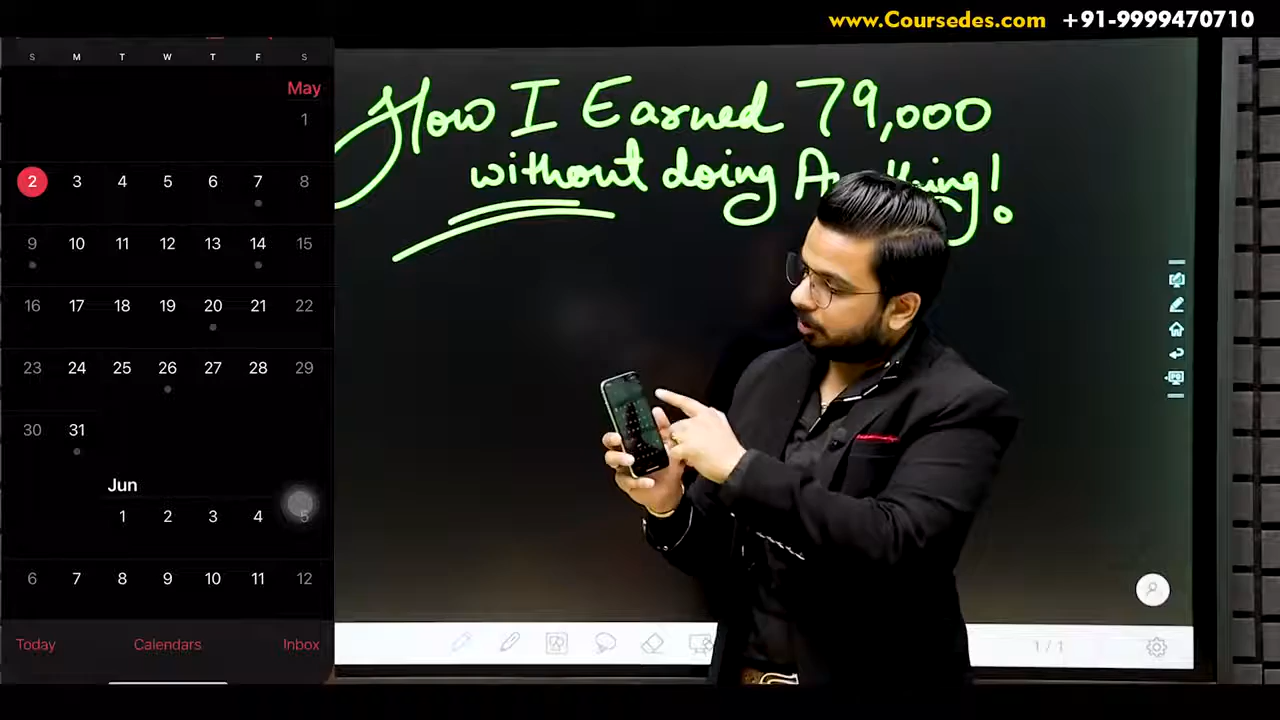 www.Coursedes.com +91-9999470710
S M T W T F S
May
1
2 3 4 5 6 7 8
9 10 11 12 13 14 15
16 17 18 19 20 21 22
23 24 25 26 27 28 29
30 31
Jun
1 2 3 4 5
6 7 8 9 10 11 12
Today Calendars Inbox
How I Earned 79,000
without doing
1 / 1